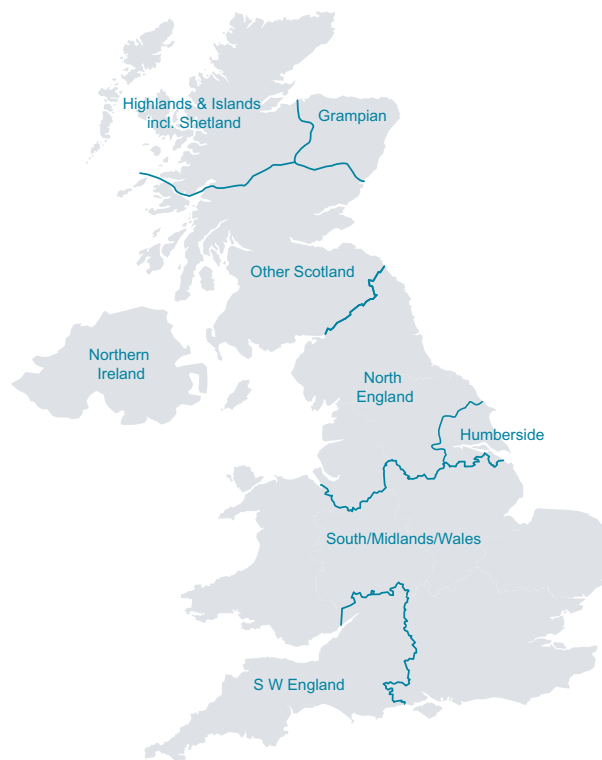 Highlands & Islands
incl. Shetland
Grampian
Other Scotland
Northern
Ireland
North
England
Humberside
South/Midlands/Wales
S W England